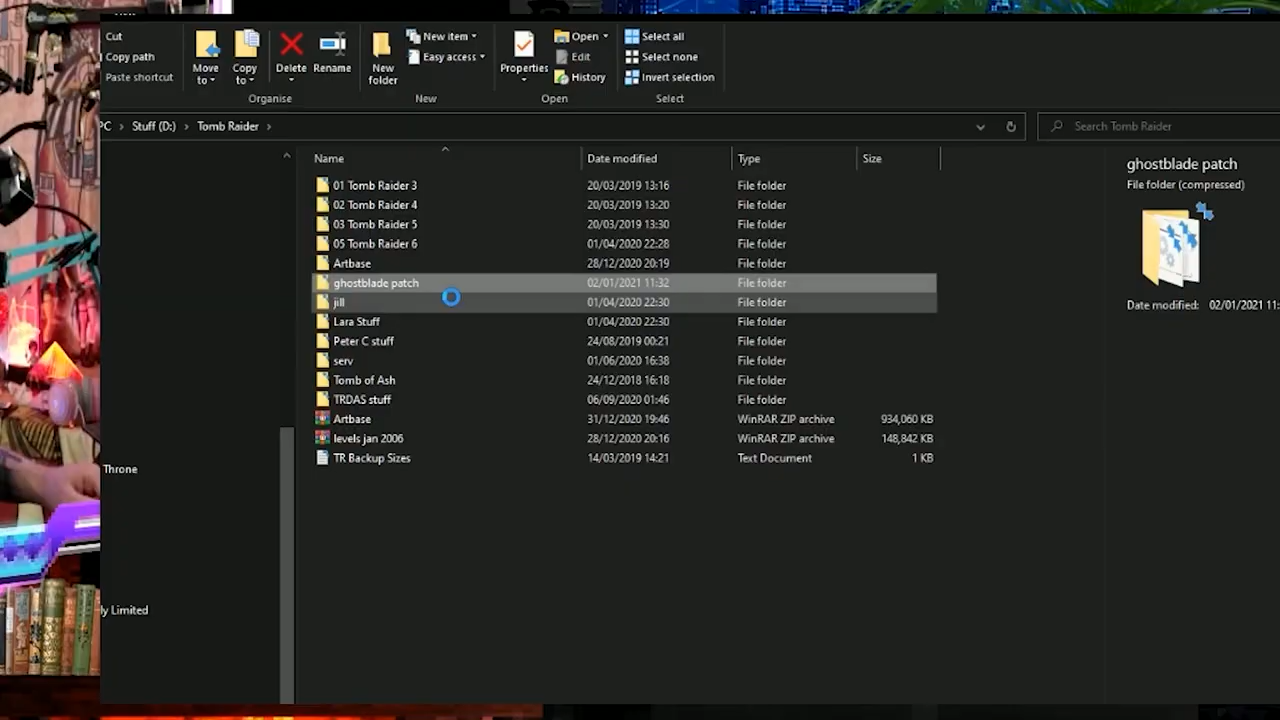 Cut
Copy path
Paste shortcut
Move to
Copy to
Delete
Rename
New folder
New item
Easy access
Properties
Open
Edit
History
Select all
Select none
Invert selection
Organise
New
Open
Select
PC > Stuff (D:) > Tomb Raider >
Search Tomb Raider
Name Date modified Type Size
01 Tomb Raider 3 20/03/2019 13:16 File folder
02 Tomb Raider 4 20/03/2019 13:20 File folder
03 Tomb Raider 5 20/03/2019 13:30 File folder
05 Tomb Raider 6 01/04/2020 22:28 File folder
Artbase 28/12/2020 20:19 File folder
ghostblade patch 02/01/2021 11:32 File folder
jill 01/04/2020 22:30 File folder
Lara Stuff 01/04/2020 22:30 File folder
Peter C stuff 24/08/2019 00:21 File folder
serv 01/06/2020 16:38 File folder
Tomb of Ash 24/12/2018 16:18 File folder
TRDAS stuff 06/09/2020 01:46 File folder
Artbase 31/12/2020 19:46 WinRAR ZIP archive 934,060 KB
levels jan 2006 28/12/2020 20:16 WinRAR ZIP archive 148,842 KB
TR Backup Sizes 14/03/2019 14:21 Text Document 1 KB
Throne
ly Limited
ghostblade patch
File folder (compressed)
Date modified: 02/01/2021 11: